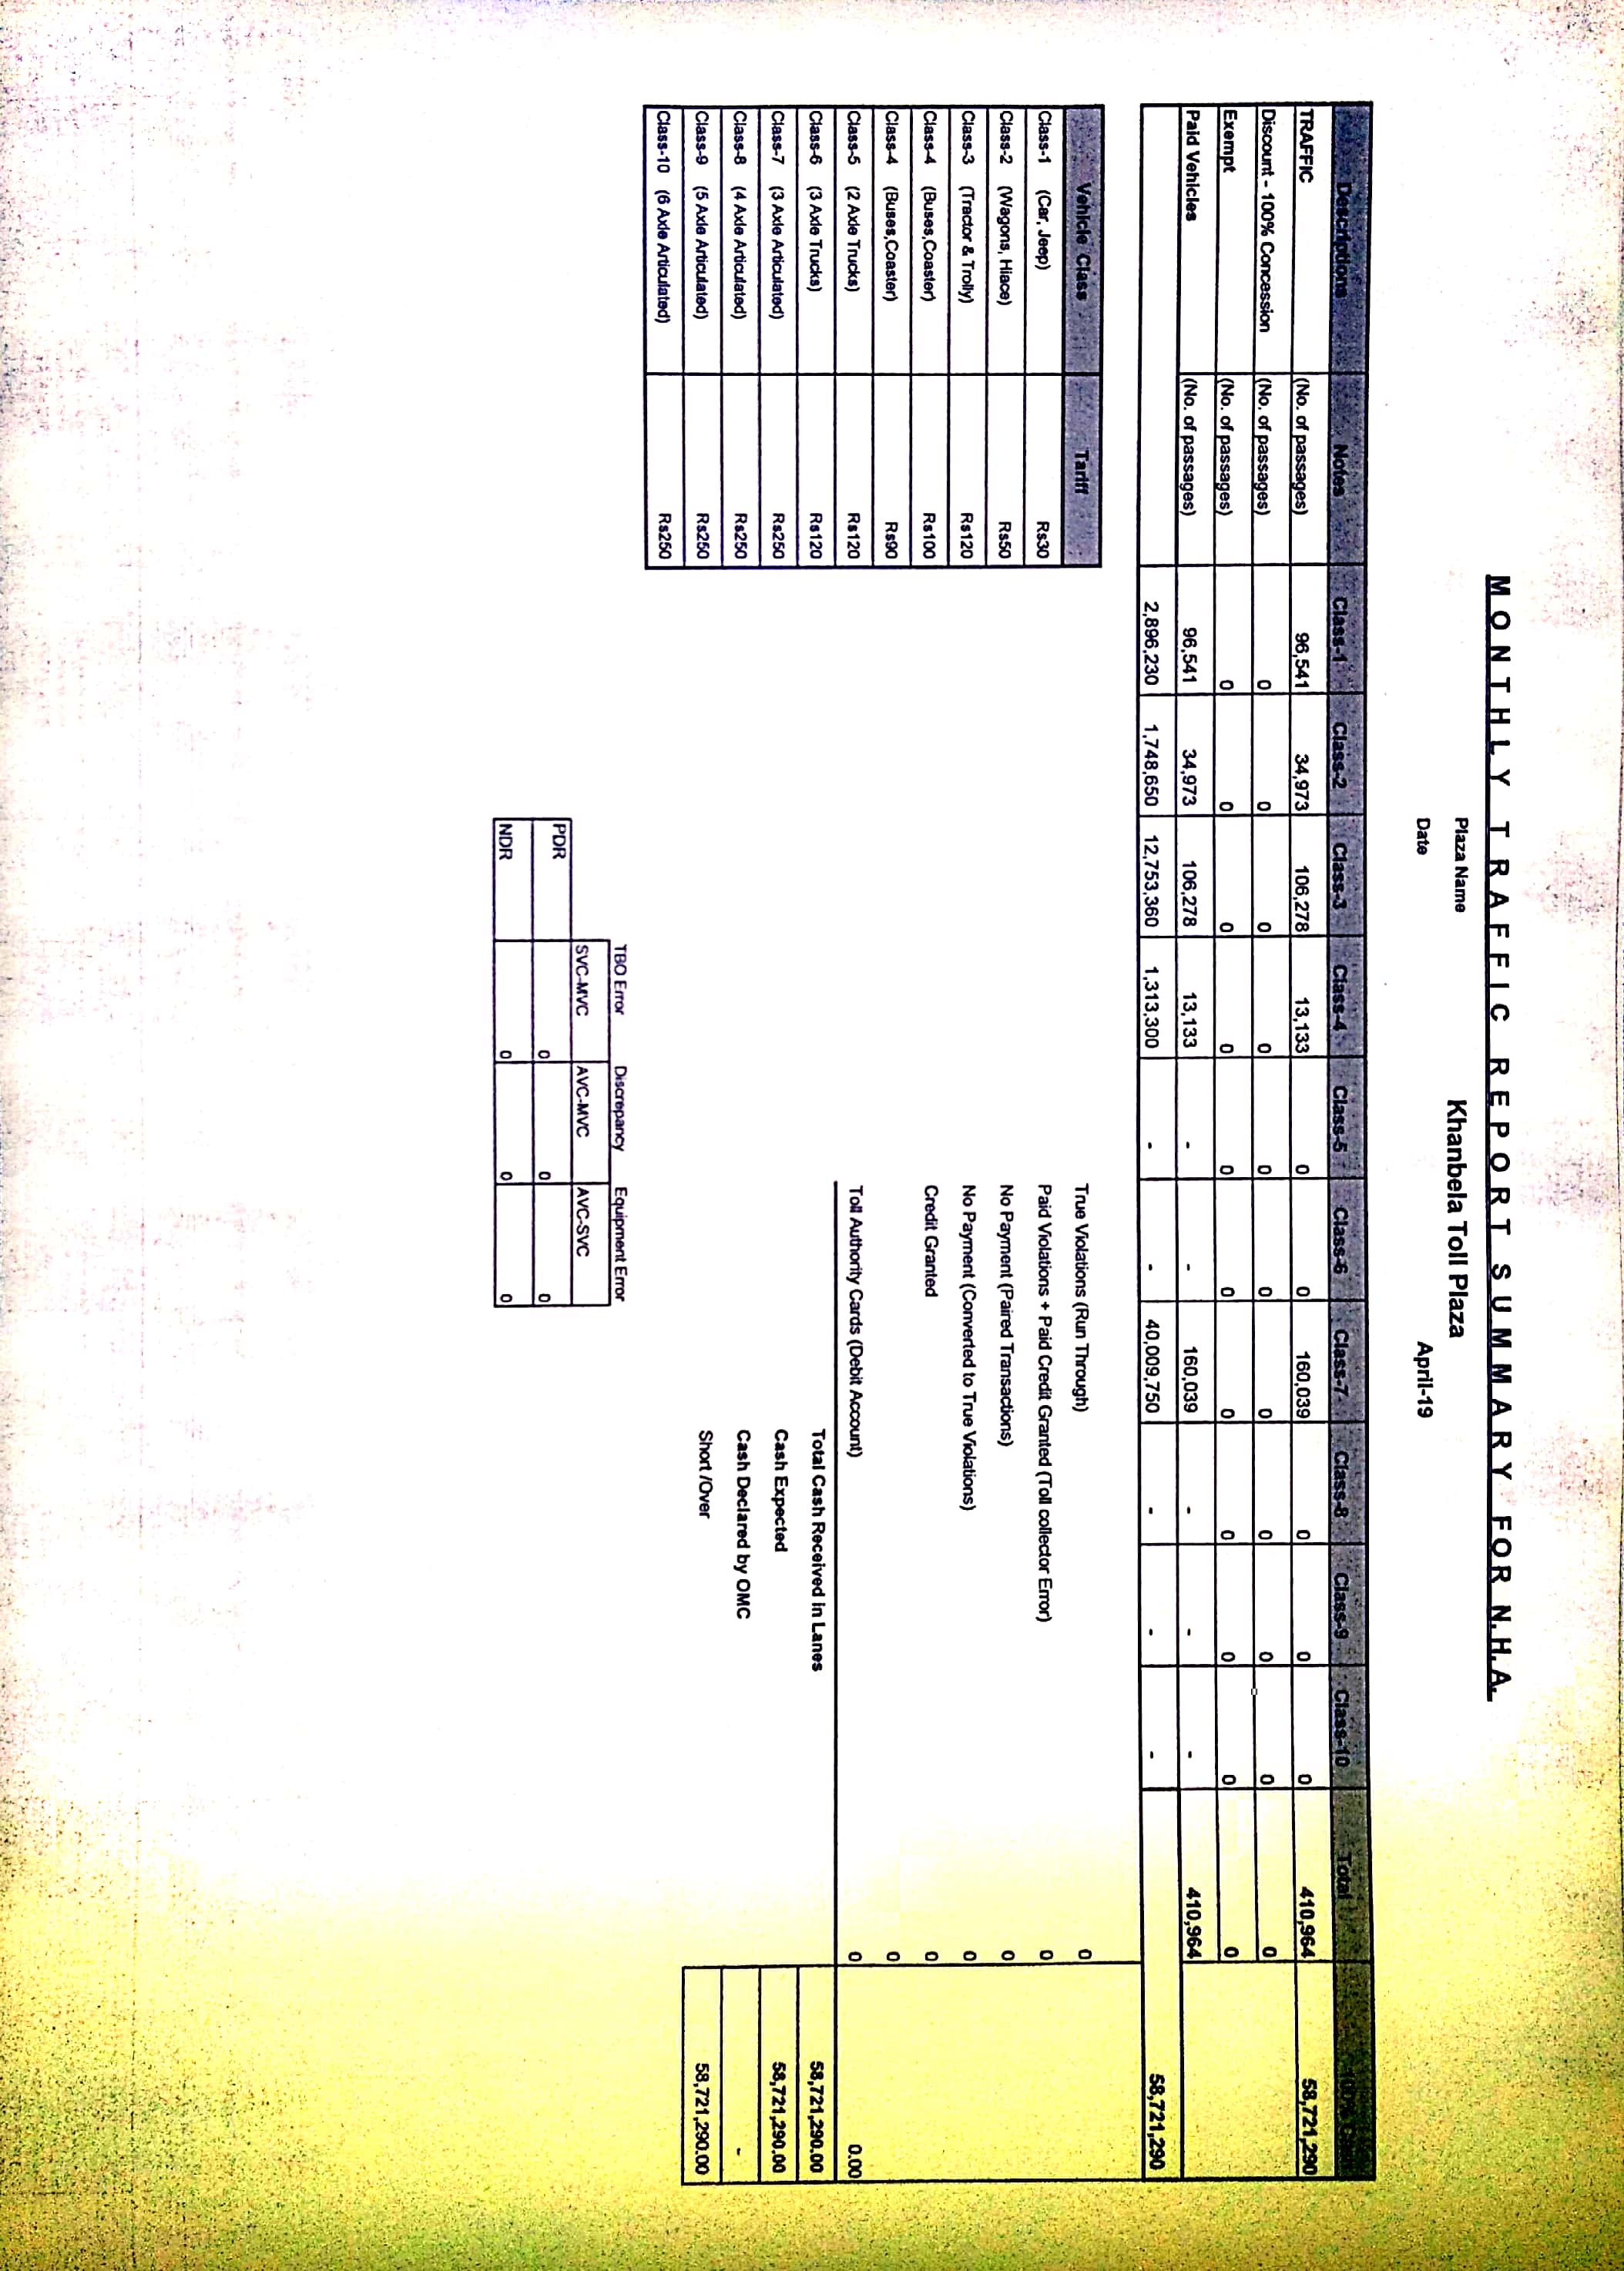 MONTHLY TRAFFIC REPORT SUMMARY FOR N.H.A.
Plaza Name Khanbela Toll Plaza
Date April-19
Descriptions Notes Class-1 Class-2 Class-3 Class-4 Class-5 Class-6 Class-7 Class-8 Class-9 Class-10 Total
TRAFFIC (No. of passages) 96,541 34,973 106,278 13,133 0 0 160,039 0 0 0 410,964 58,721,290
Discount - 100% Concession (No. of passages) 0 0 0 0 0 0 0 0 0 0 0
Exempt (No. of passages) 0 0 0 0 0 0 0 0 0 0 0
Paid Vehicles (No. of passages) 96,541 34,973 106,278 13,133 - - 160,039 - - - 410,964
2,896,230 1,748,650 12,753,360 1,313,300 - - 40,009,750 - - - 58,721,290
Vehicle Class Tariff
Class-1 (Car, Jeep) Rs30
Class-2 (Wagons, Hiace) Rs50
Class-3 (Tractor & Trolly) Rs120
Class-4 (Buses,Coaster) Rs100
Class-4 (Buses,Coaster) Rs90
Class-5 (2 Axle Trucks) Rs120
Class-6 (3 Axle Trucks) Rs120
Class-7 (3 Axle Articulated) Rs250
Class-8 (4 Axle Articulated) Rs250
Class-9 (5 Axle Articulated) Rs250
Class-10 (6 Axle Articulated) Rs250
True Violations (Run Through) 0
Paid Violations + Paid Credit Granted (Toll collector Error) 0
No Payment (Paired Transactions) 0
No Payment (Converted to True Violations) 0
Credit Granted 0
0
Toll Authority Cards (Debit Account) 0 0.00
Total Cash Received in Lanes 58,721,290.00
Cash Expected 58,721,290.00
Cash Declared by OMC -
Short /Over 58,721,290.00
TBO Error Discrepancy Equipment Error
SVC-MVC AVC-MVC AVC-SVC
PDR 0 0 0
NDR 0 0 0